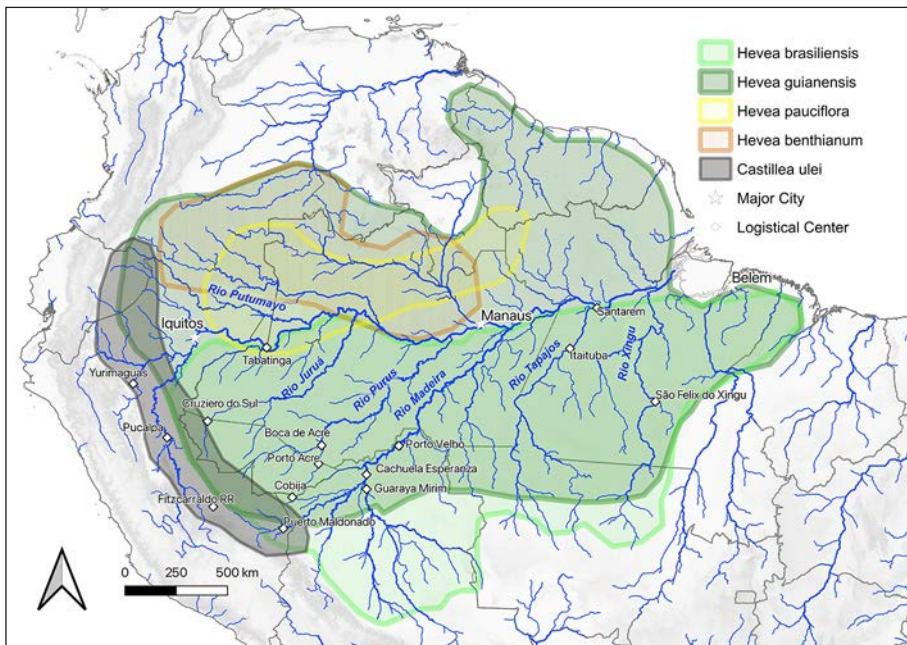 Hevea brasiliensis
Hevea guianensis
Hevea pauciflora
Hevea benthianum
Castillea ulei
Major City
Logistical Center
Rio Putumayo
Iquitos
Tabatinga
Manaus
Belem
Santarem
Itaituba
Rio Juruá
Rio Purus
Rio Madeira
Rio Tapajos
Rio Xingu
Yurimaguas
Cruziero do Sul
Pucalpa
Boca de Acre
Porto Acre
Porto Velho
São Felix do Xingu
Cachuela Esperanza
Cobija
Guaraya Mirim
Fitzcarraldo RR
Puerto Maldonado
0 250 500 km